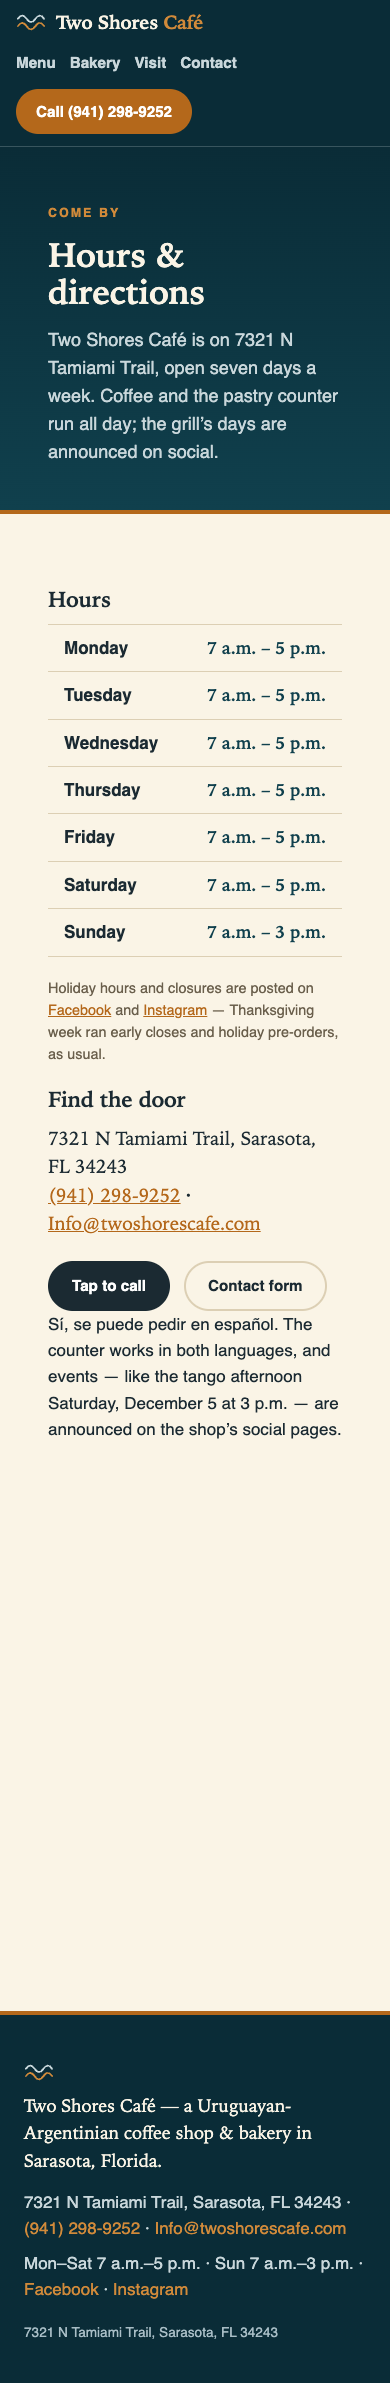 Two Shores Café
Menu Bakery Visit Contact
Call (941) 298-9252
COME BY
Hours &
directions
Two Shores Café is on 7321 N
Tamiami Trail, open seven days a
week. Coffee and the pastry counter
run all day; the grill’s days are
announced on social.
Hours
Monday 7 a.m. – 5 p.m.
Tuesday 7 a.m. – 5 p.m.
Wednesday 7 a.m. – 5 p.m.
Thursday 7 a.m. – 5 p.m.
Friday 7 a.m. – 5 p.m.
Saturday 7 a.m. – 5 p.m.
Sunday 7 a.m. – 3 p.m.
Holiday hours and closures are posted on
Facebook and Instagram — Thanksgiving
week ran early closes and holiday pre-orders,
as usual.
Find the door
7321 N Tamiami Trail, Sarasota,
FL 34243
(941) 298-9252 ·
Info@twoshorescafe.com
Tap to call Contact form
Sí, se puede pedir en español. The
counter works in both languages, and
events — like the tango afternoon
Saturday, December 5 at 3 p.m. — are
announced on the shop’s social pages.
Two Shores Café — a Uruguayan-
Argentinian coffee shop & bakery in
Sarasota, Florida.
7321 N Tamiami Trail, Sarasota, FL 34243 ·
(941) 298-9252 · Info@twoshorescafe.com
Mon–Sat 7 a.m.–5 p.m. · Sun 7 a.m.–3 p.m. ·
Facebook · Instagram
7321 N Tamiami Trail, Sarasota, FL 34243